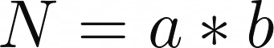 N = a * b